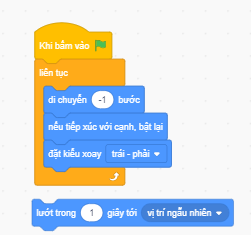 Khi bấm vào
liên tục
di chuyển -1 bước
nếu tiếp xúc với cạnh, bật lại
đặt kiểu xoay trái - phải
lướt trong 1 giây tới vị trí ngẫu nhiên